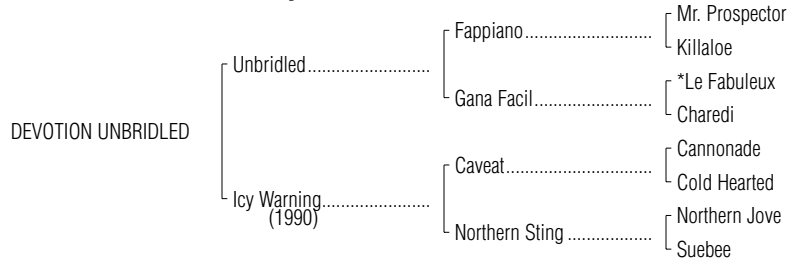 Mr. Prospector
Fappiano..........................
Killaloe
Unbridled.........................
*Le Fabuleux
Gana Facil........................
Charedi
DEVOTION UNBRIDLED
Cannonade
Caveat..............................
Cold Hearted
Icy Warning......................
(1990)
Northern Jove
Northern Sting .................
Suebee